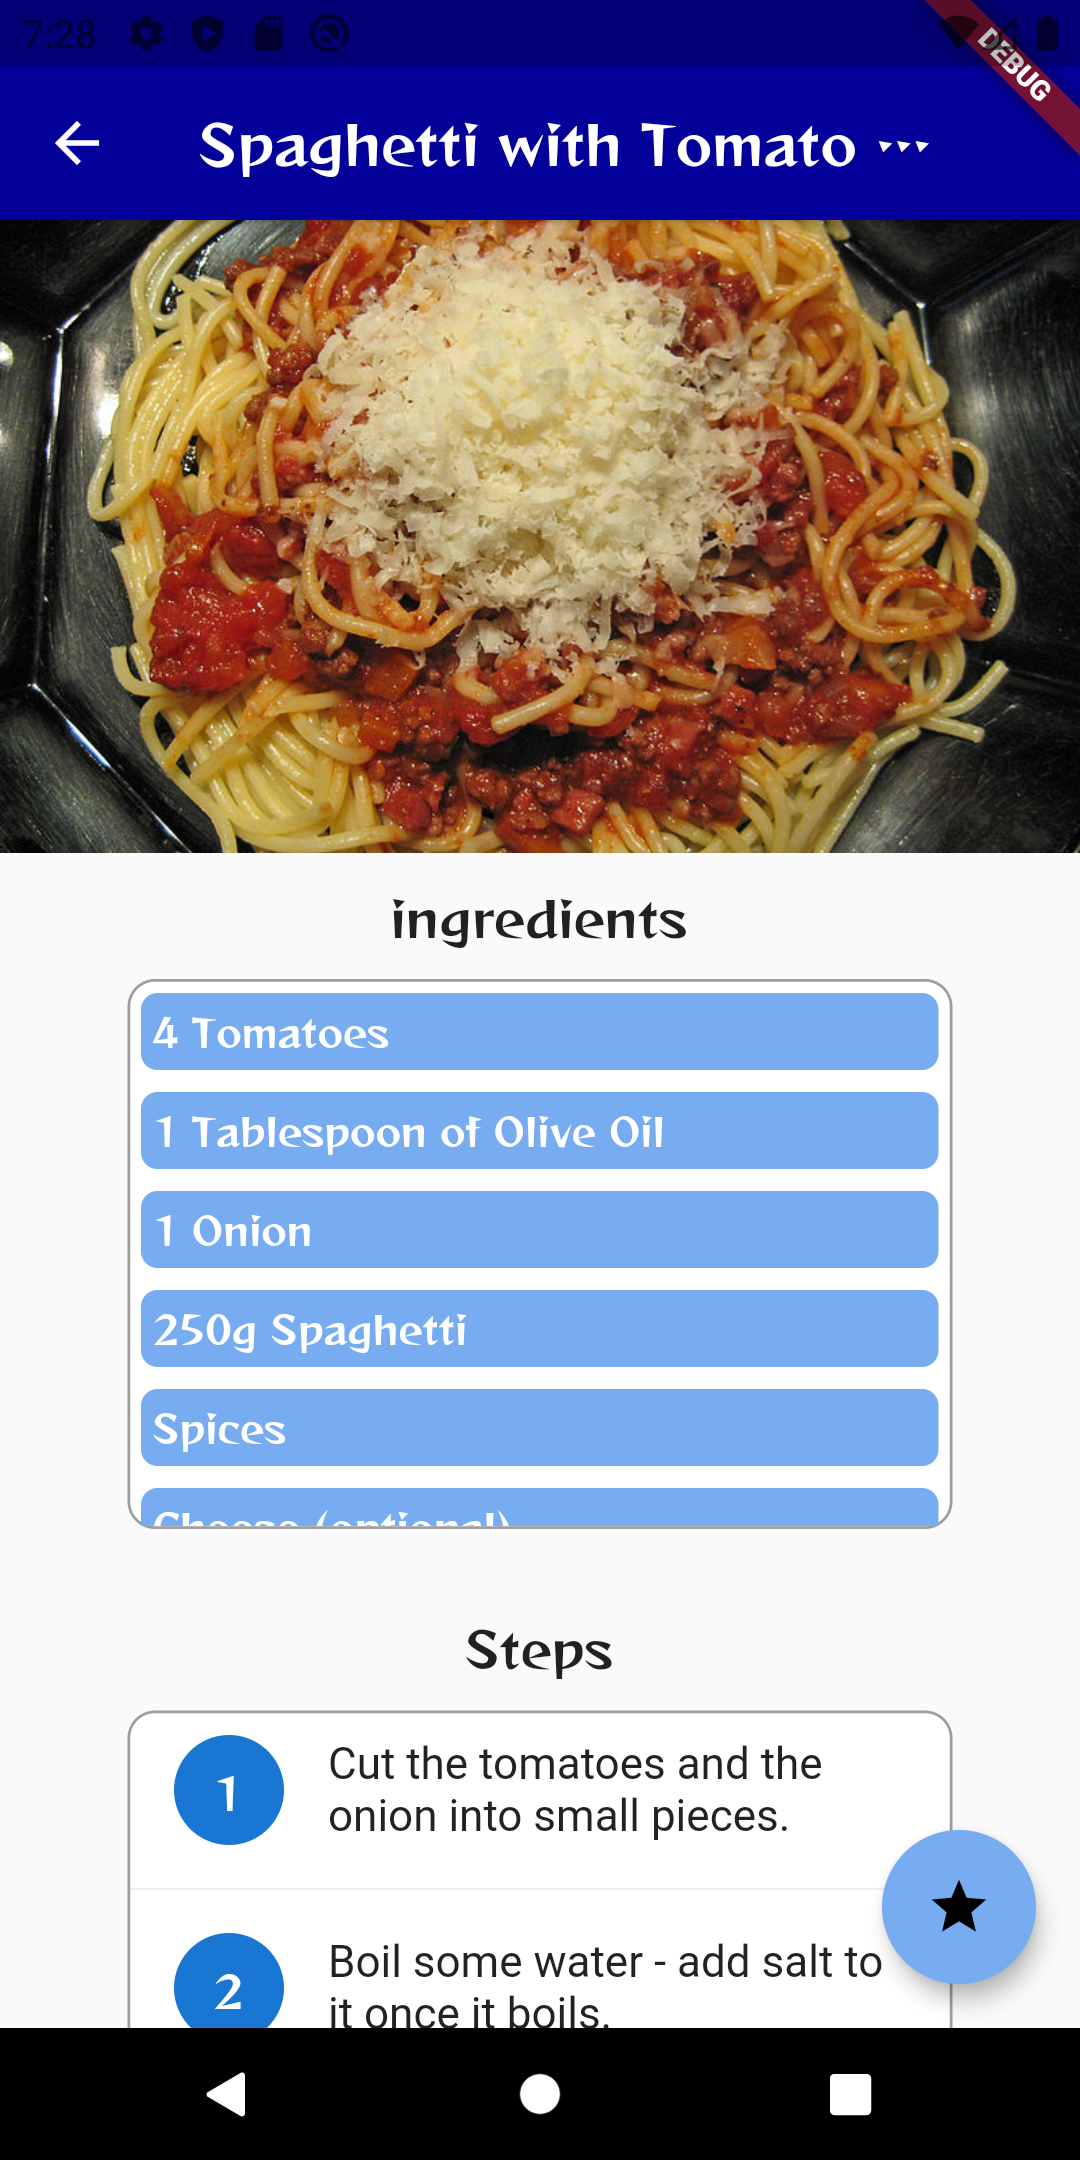 7:28
DEBUG
Spaghetti with Tomato ...
ingredients
4 Tomatoes
1 Tablespoon of Olive Oil
1 Onion
250g Spaghetti
Spices
Cheese (optional)
Steps
1
Cut the tomatoes and the
onion into small pieces.
2
Boil some water - add salt to
it once it boils.